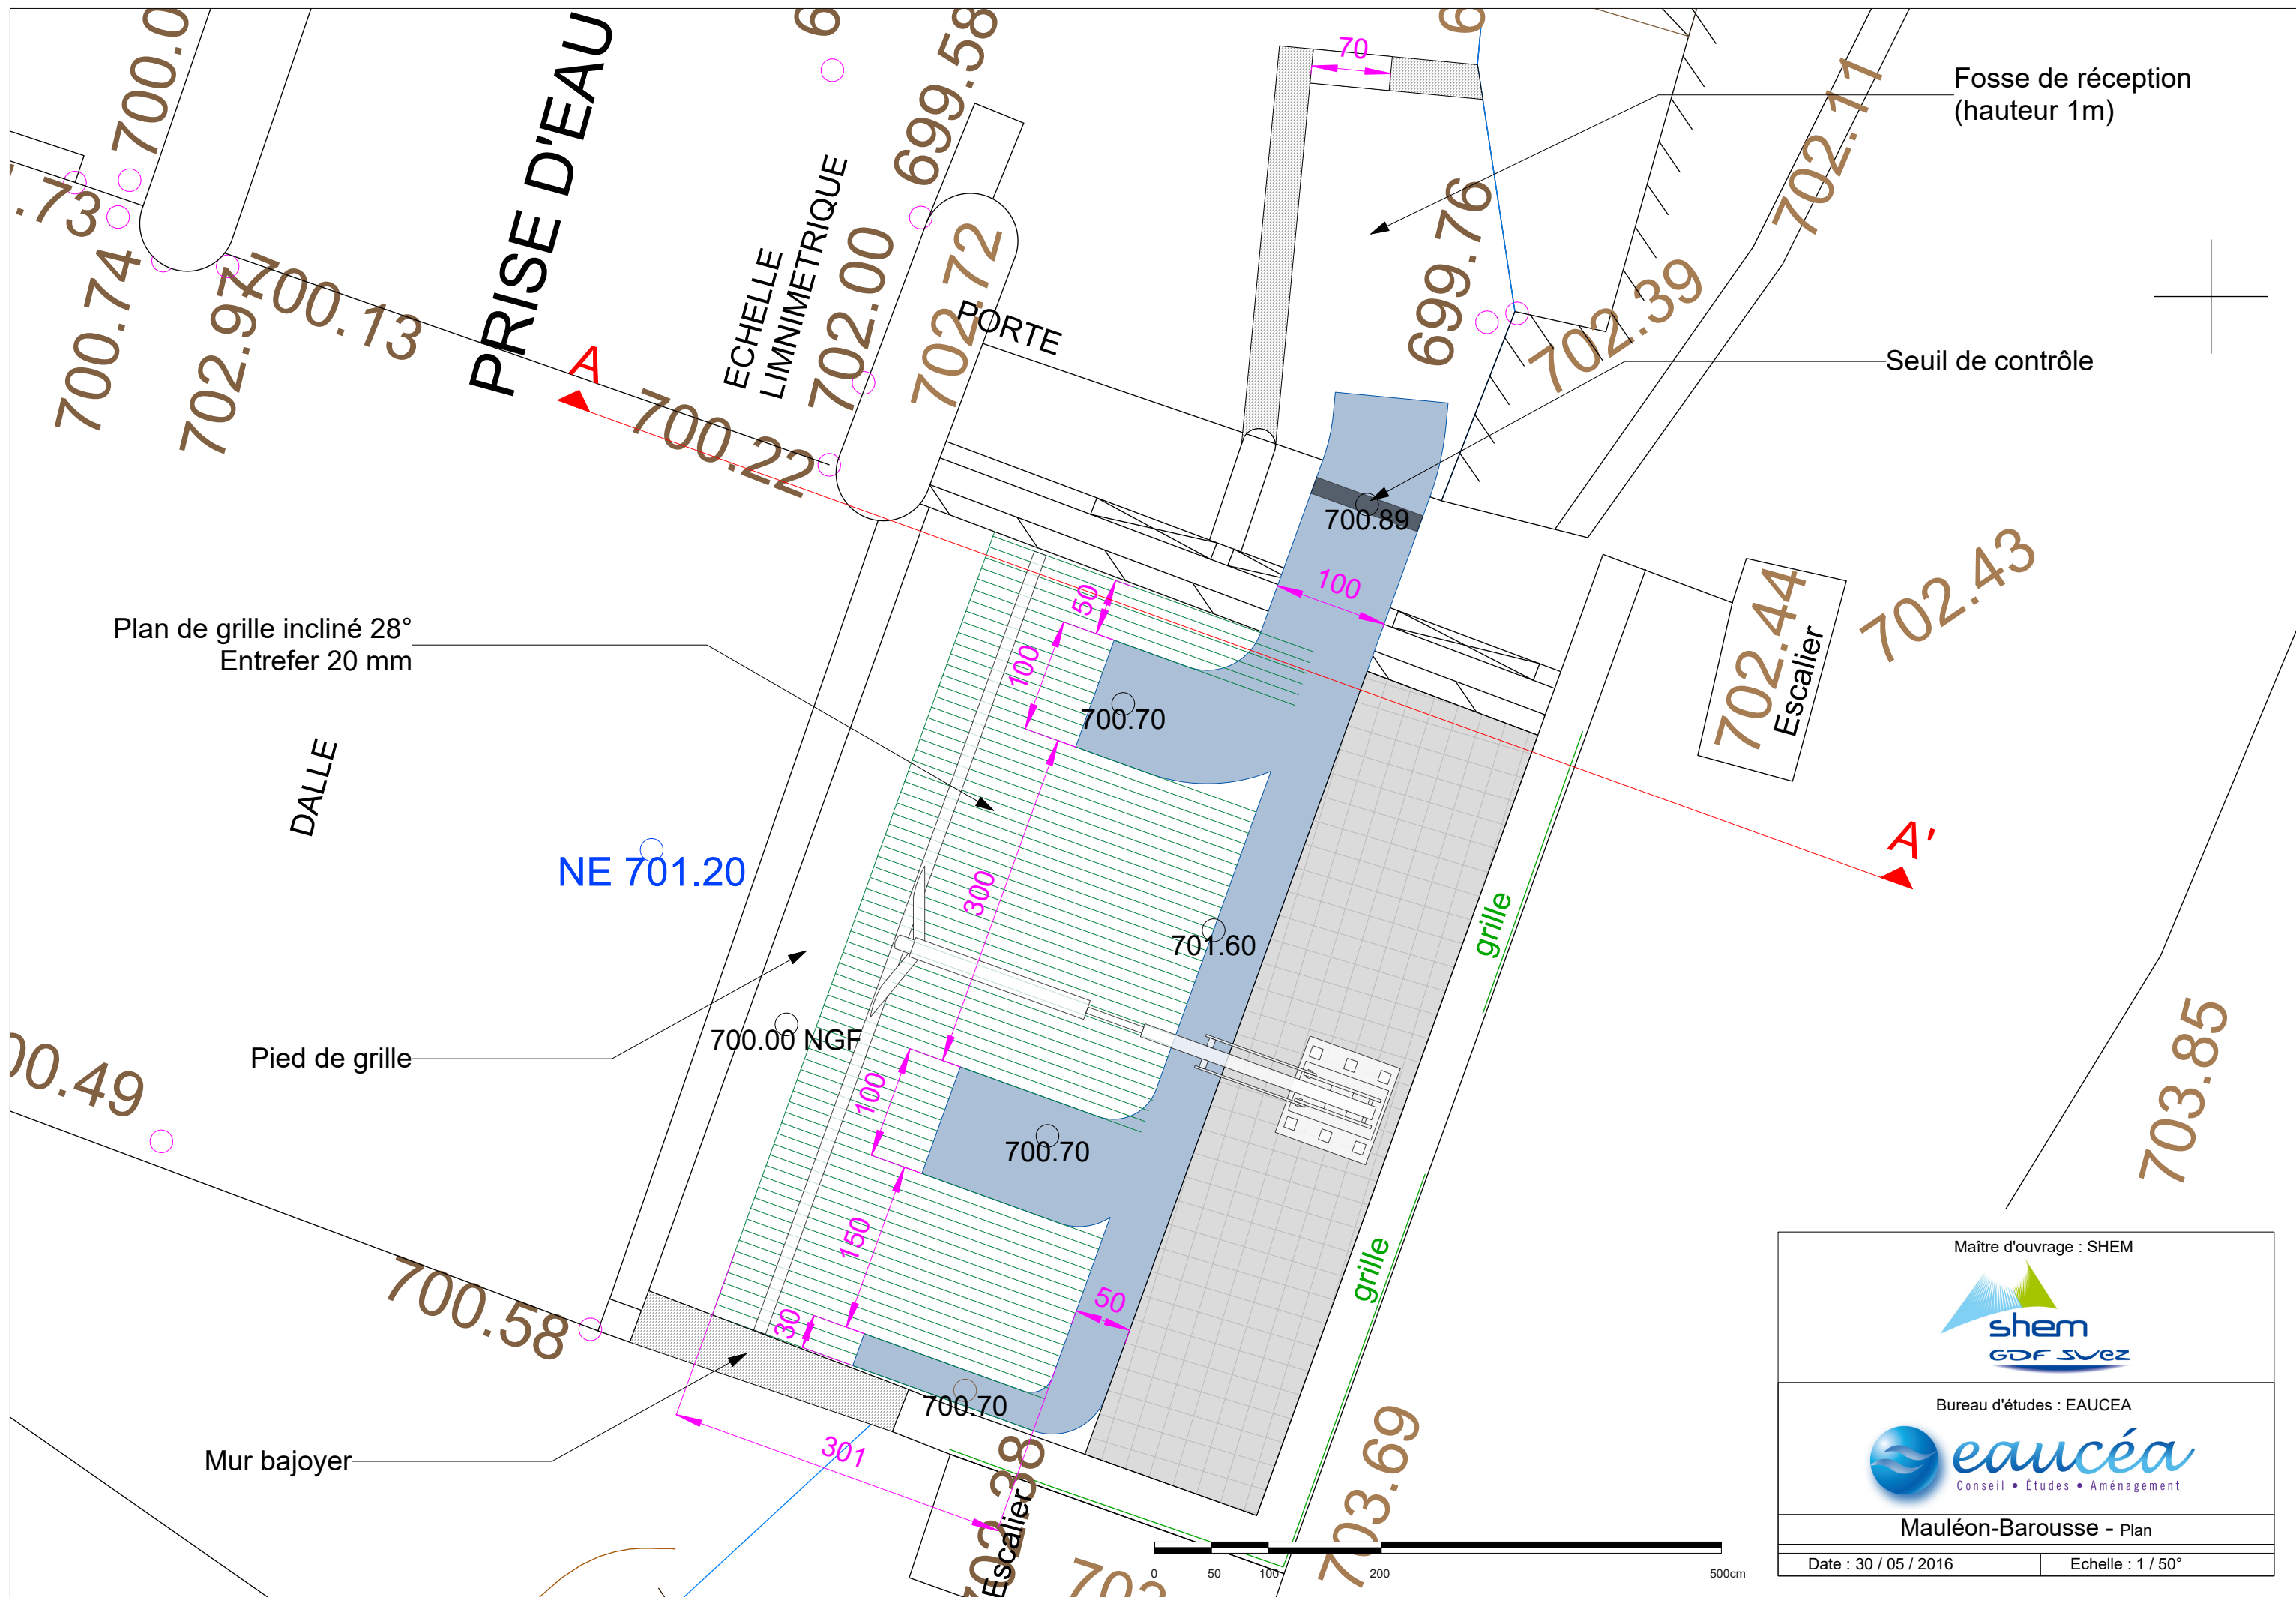 700.0
PRISE D'EAU
699.58
70
Fosse de réception
(hauteur 1m)
702.11
.73
700.74
702.97
700.13
ECHELLE
LIMNIMETRIQUE
702.00
702.72
PORTE
699.76
702.39
Seuil de contrôle
A
700.22
700.89
100
50
100
Plan de grille incliné 28°
Entrefer 20 mm
700.70
702.44
Escalier
702.43
DALLE
NE 701.20
300
701.60
A'
grille
700.00 NGF
Pied de grille
00.49
100
700.70
703.85
150
50
grille
30
700.58
700.70
Mur bajoyer
301
702.38
Escalier
703.69
703
0 50 100 200 500cm
Maître d'ouvrage : SHEM
shem
GDF SUEZ
Bureau d'études : EAUCEA
eaucéa
Conseil • Études • Aménagement
Mauléon-Barousse - Plan
Date : 30 / 05 / 2016
Echelle : 1 / 50°